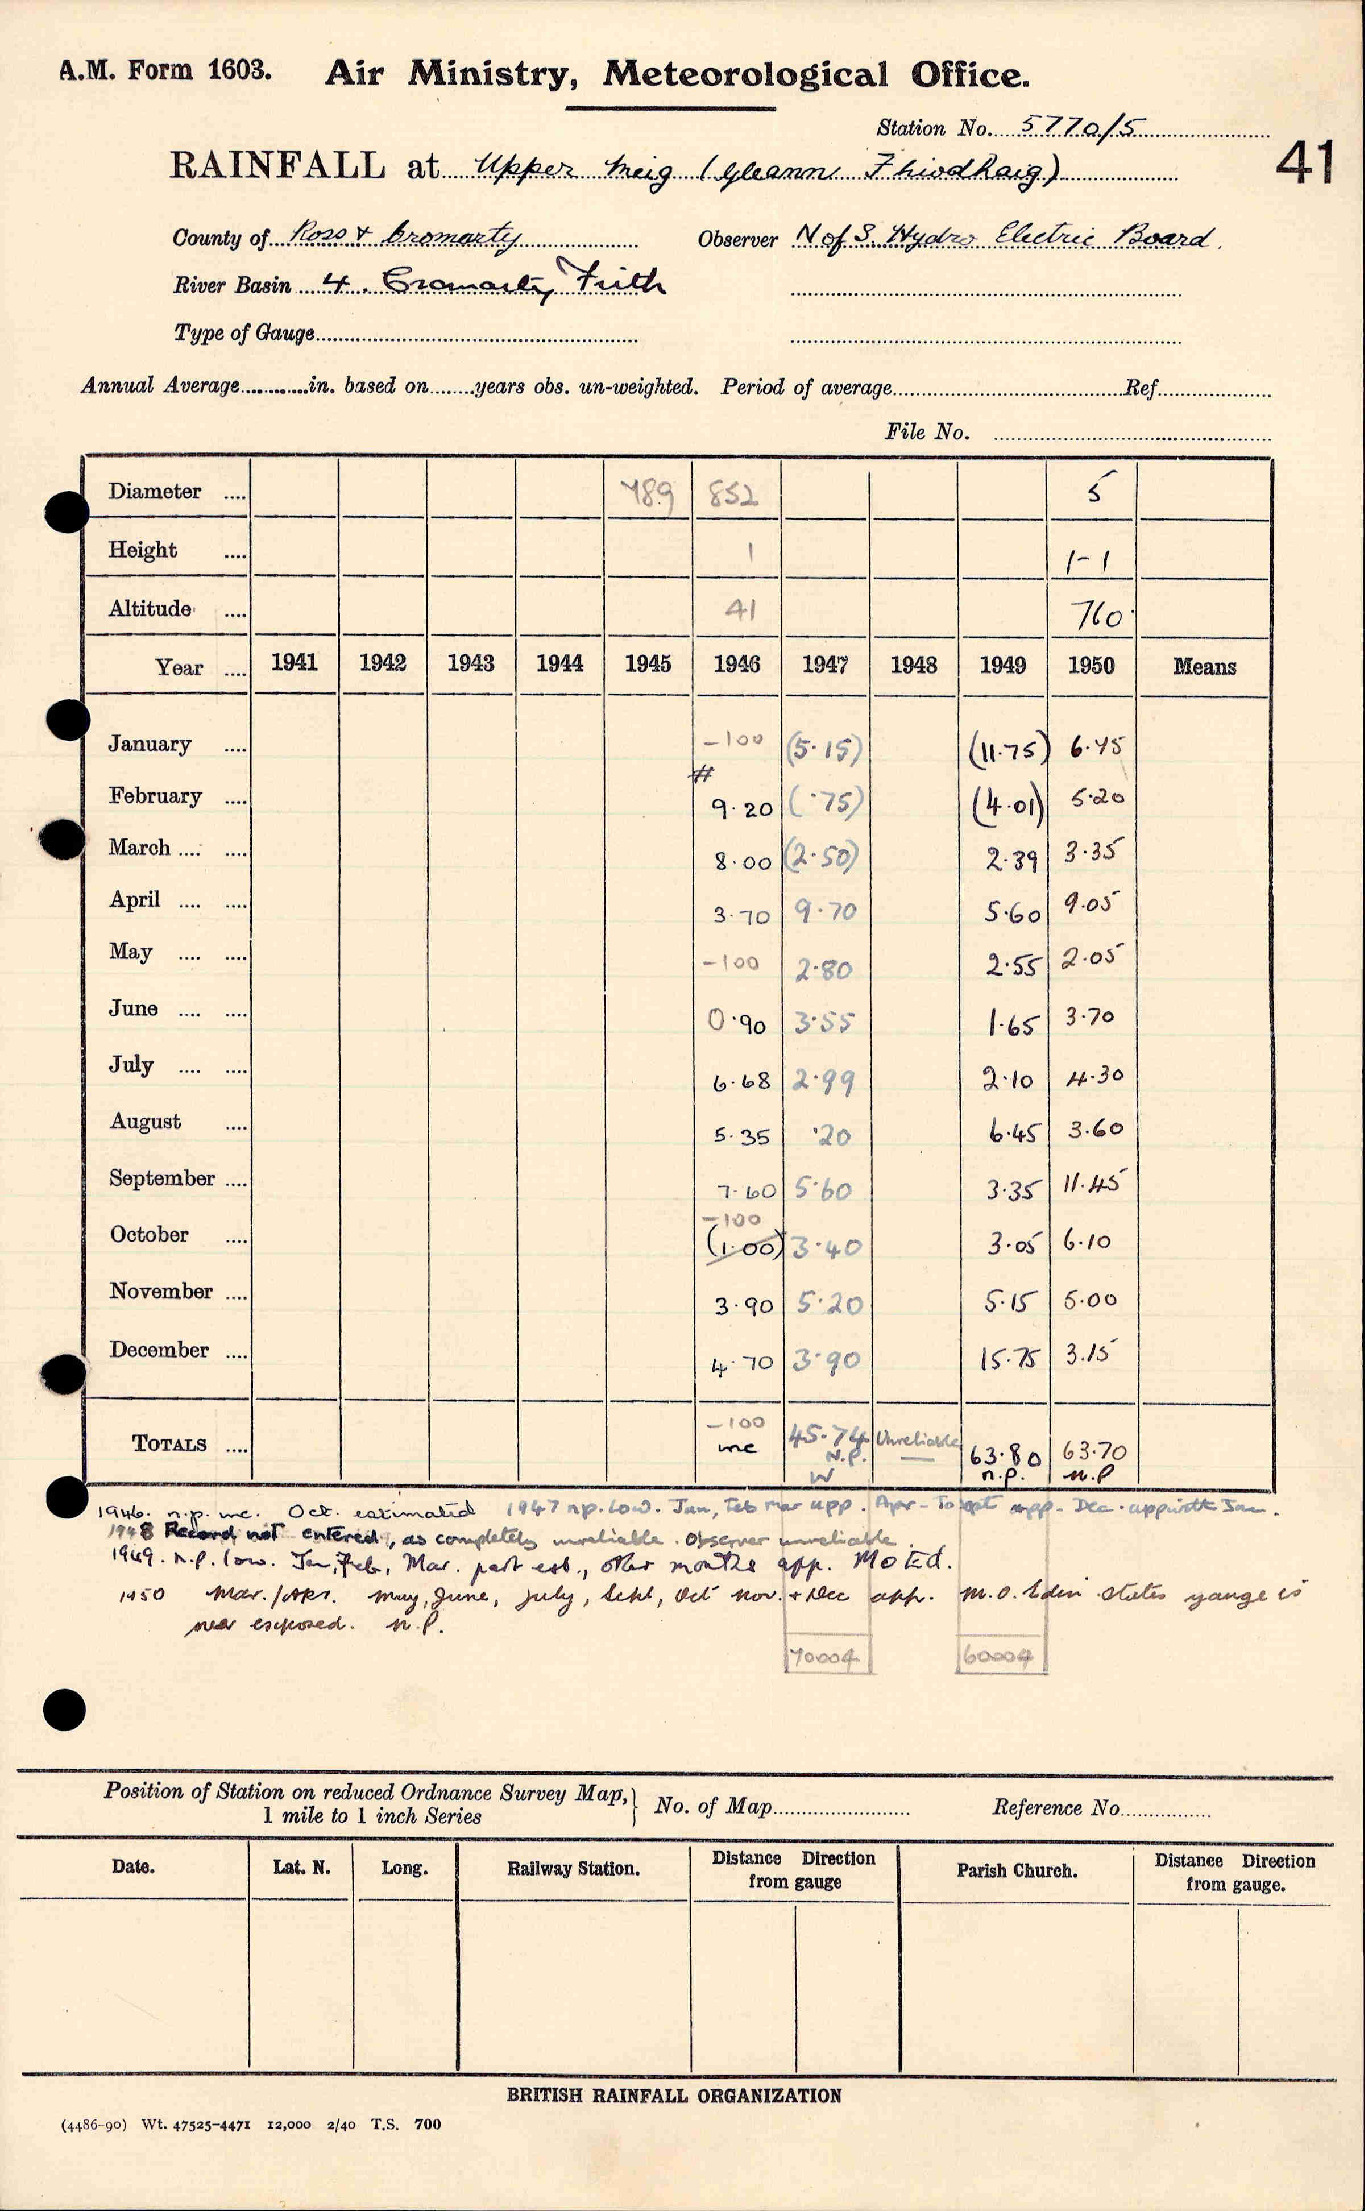 A.M. Form 1603. Air Ministry, Meteorological Office.
Station No. 5770/5
41
RAINFALL at Upper Meig (Gleann Fhiodhaig)
County of Ross & Cromarty Observer N of S. Hydro Electric Board.
River Basin 4. Cromarty Firth
Type of Gauge
Annual Average in. based on years obs. un-weighted. Period of average Ref.
File No.
Diameter .... 789 852 5
Height .... 1 1-1
Altitude .... 41 760
Year .... 1941 1942 1943 1944 1945 1946 1947 1948 1949 1950 Means
January .... -100 (5.15) (11.75) 6.45
February .... # 9.20 (.75) (4.01) 5.20
March .... .... 8.00 (2.50) 2.39 3.35
April .... .... 3.70 9.70 5.60 9.05
May .... .... -100 2.80 2.55 2.05
June .... .... 0.90 3.55 1.65 3.70
July .... .... 6.68 2.99 2.10 4.30
August .... 5.35 .20 6.45 3.60
September .... 7.60 5.60 3.35 11.45
-100
October .... (1.00) 3.40 3.05 6.10
November .... 3.90 5.20 5.15 5.00
December .... 4.70 3.90 15.75 3.15
TOTALS .... -100 45.74 Unreliable 63.80 63.70
inc N.P. n.p. n.p
W
1946. n.p. inc. Oct. estimated 1947 n.p. low. Jan, Feb Mar app. Apr - To app. Dec. app with Jan.
1948 Record not entered, as completely unreliable. Observer unreliable.
1949. n.p. low. Jan, Feb, Mar. part est., other months app. MO Ed.
1950 Mar./Apr. May, June, July, Sept, Oct Nov. & Dec app. M.O. Edin states gauge is
over exposed. n.p.
70004 60004
Position of Station on reduced Ordnance Survey Map, 1 mile to 1 inch Series } No. of Map Reference No.
Date. Lat. N. Long. Railway Station. Distance Direction from gauge Parish Church. Distance Direction from gauge.
BRITISH RAINFALL ORGANIZATION
(4486-90) Wt. 47525-4471 12,000 2/40 T.S. 700